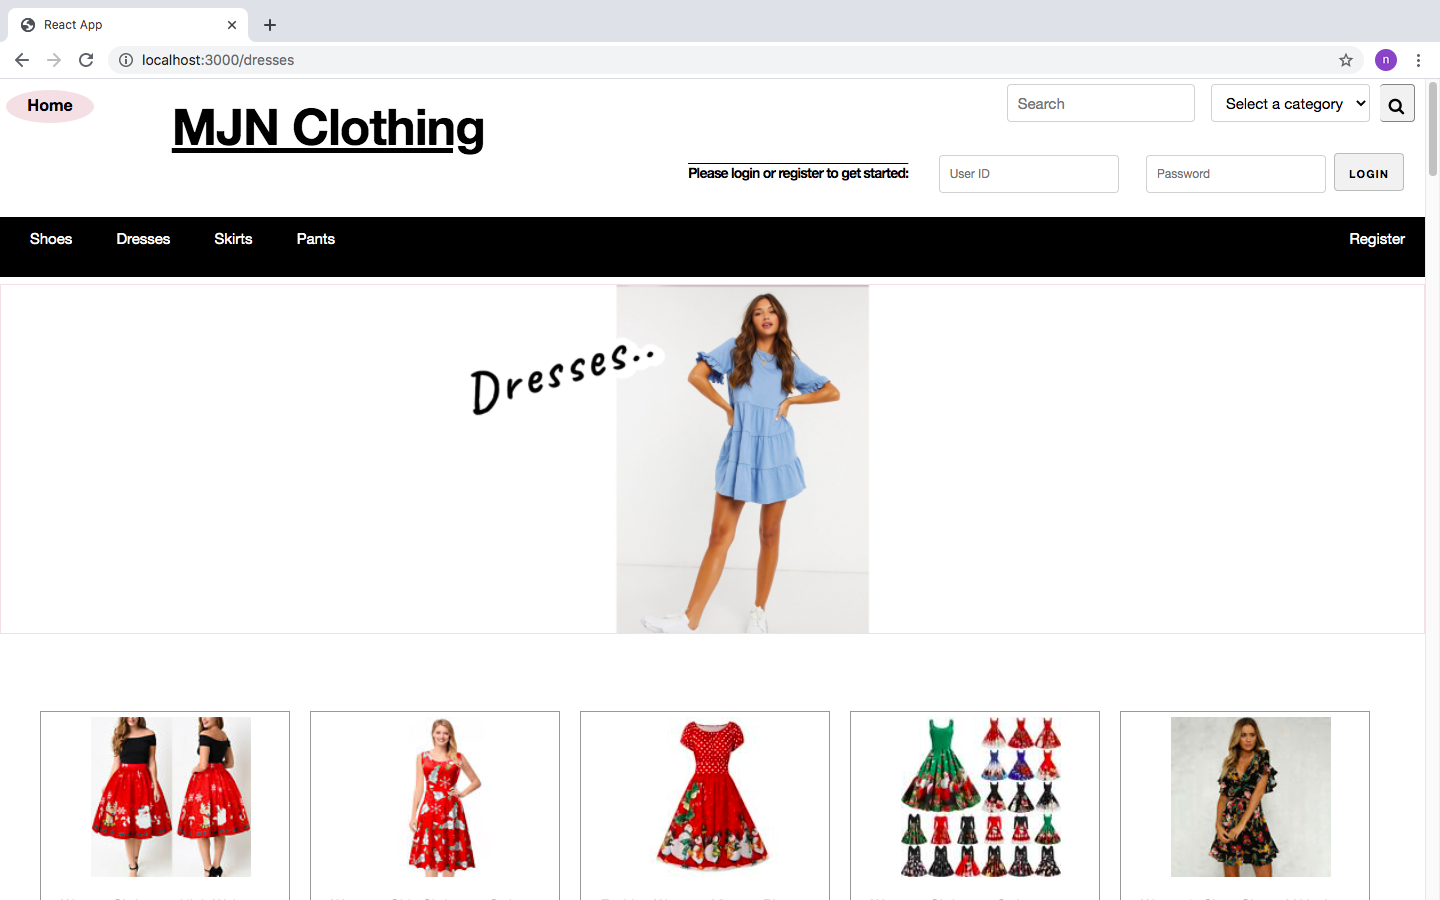 React App
localhost:3000/dresses
n
Home
MJN Clothing
Search
Select a category
Please login or register to get started:
User ID
Password
LOGIN
Shoes
Dresses
Skirts
Pants
Register
Dresses..